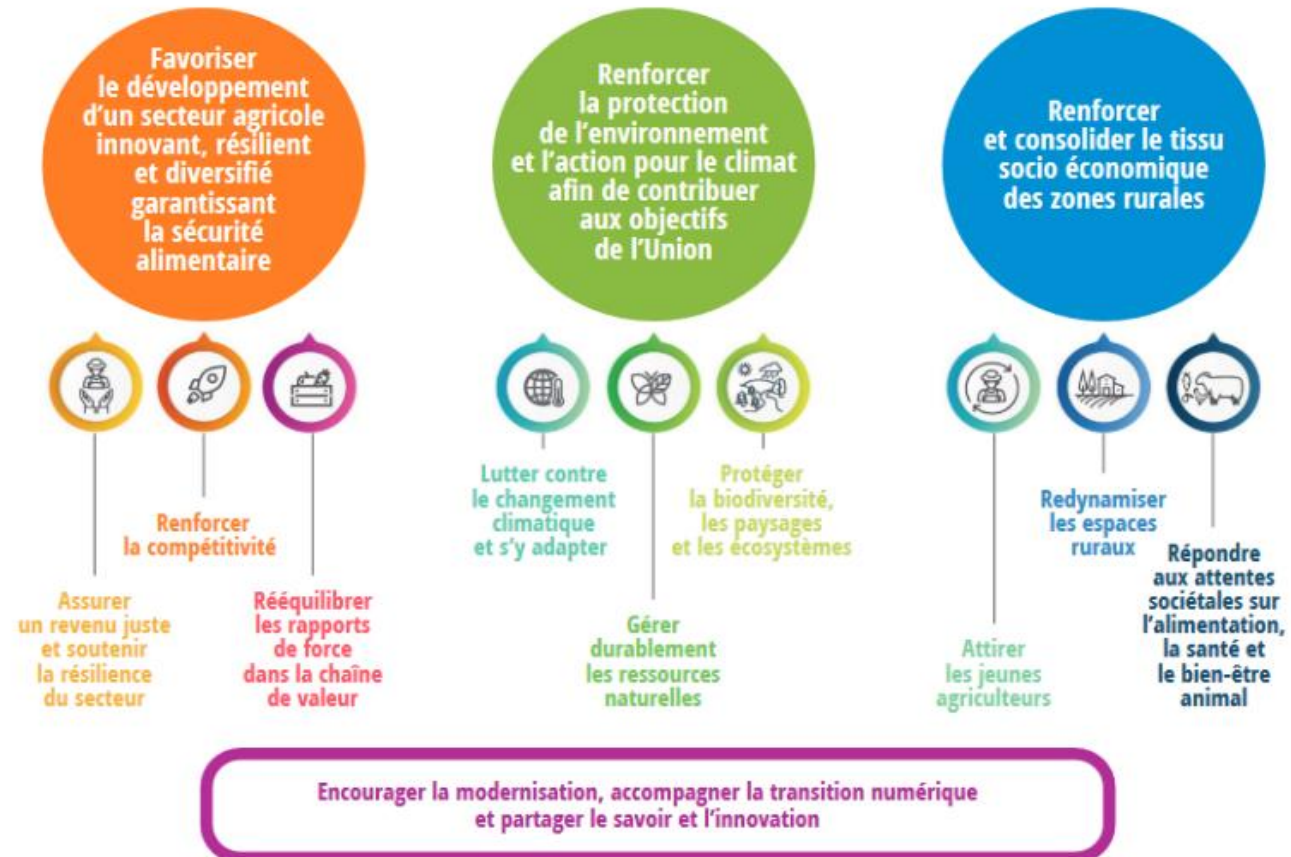 Favoriser
le développement
d'un secteur agricole
innovant, résilient
et diversifié
garantissant
la sécurité
alimentaire
Renforcer
la protection
de l'environnement
et l'action pour le climat
afin de contribuer
aux objectifs
de l'Union
Renforcer
et consolider le tissu
socio économique
des zones rurales
Assurer
un revenu juste
et soutenir
la résilience
du secteur
Renforcer
la compétitivité
Rééquilibrer
les rapports
de force
dans la chaîne
de valeur
Lutter contre
le changement
climatique
et s'y adapter
Gérer
durablement
les ressources
naturelles
Protéger
la biodiversité,
les paysages
et les écosystèmes
Attirer
les jeunes
agriculteurs
Redynamiser
les espaces
ruraux
Répondre
aux attentes
sociétales sur
l'alimentation,
la santé et
le bien-être
animal
Encourager la modernisation, accompagner la transition numérique
et partager le savoir et l'innovation